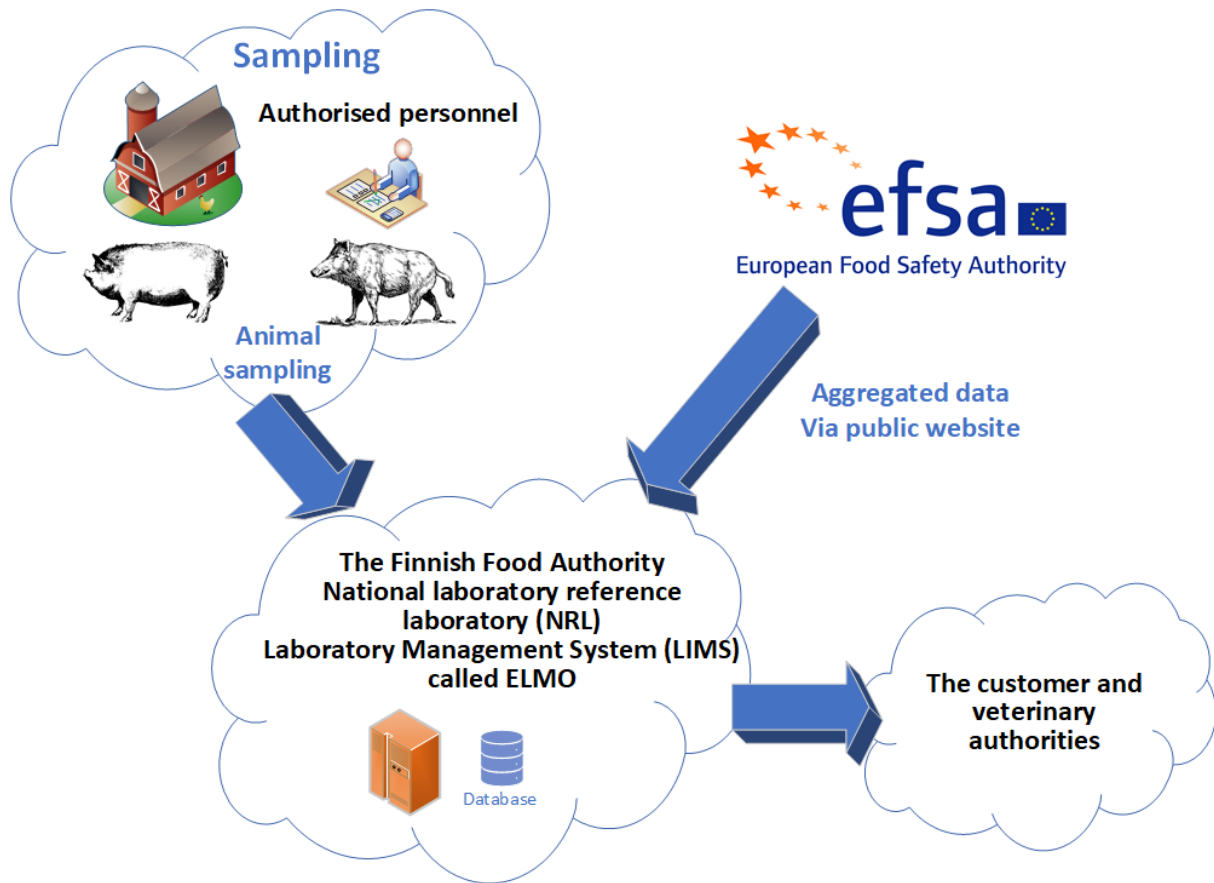 Sampling
Authorised personnel
Animal
sampling
efsa
European Food Safety Authority
Aggregated data
Via public website
The Finnish Food Authority
National laboratory reference
laboratory (NRL)
Laboratory Management System (LIMS)
called ELMO
Database
The customer and
veterinary
authorities